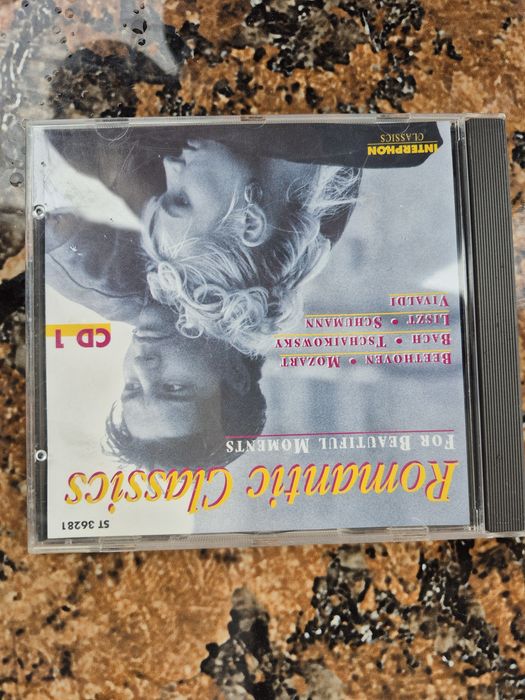 ST 36281
Romantic Classics
FOR BEAUTIFUL MOMENTS
BEETHOVEN • MOZART
BACH • TSCHAIKOWSKY
LISZT • SCHUMANN
VIVALDI
CD 1
INTERPHON
CLASSICS